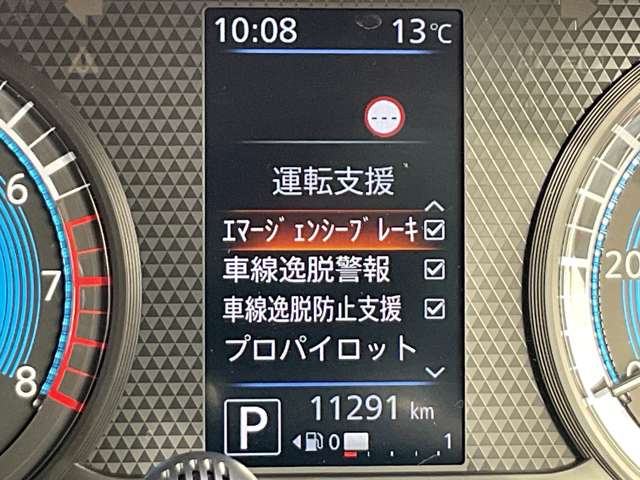 10:08 13℃
---
運転支援
ｴﾏｰｼﾞｪﾝｼｰﾌﾞﾚｰｷ
車線逸脱警報
車線逸脱防止支援
プロパイロット
P 11291 km
0 1
6
7
8
20
0